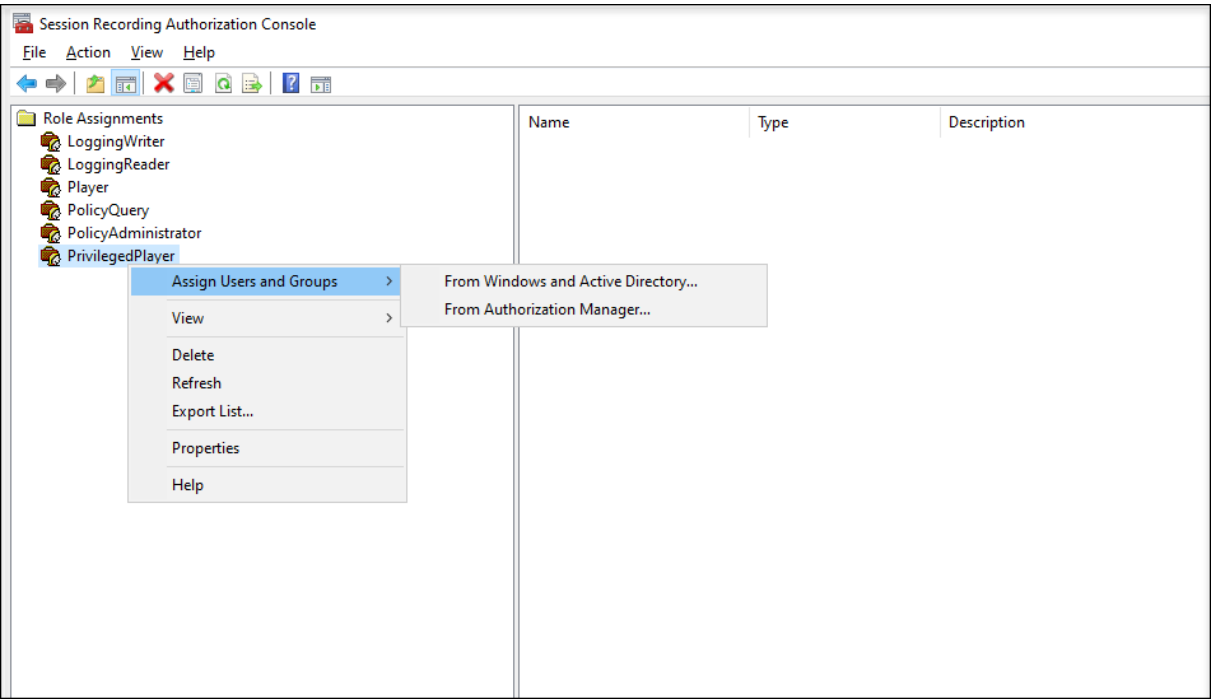 Session Recording Authorization Console
File Action View Help
Role Assignments
LoggingWriter
LoggingReader
Player
PolicyQuery
PolicyAdministrator
PrivilegedPlayer
Name Type Description
Assign Users and Groups
View
Delete
Refresh
Export List...
Properties
Help
From Windows and Active Directory...
From Authorization Manager...